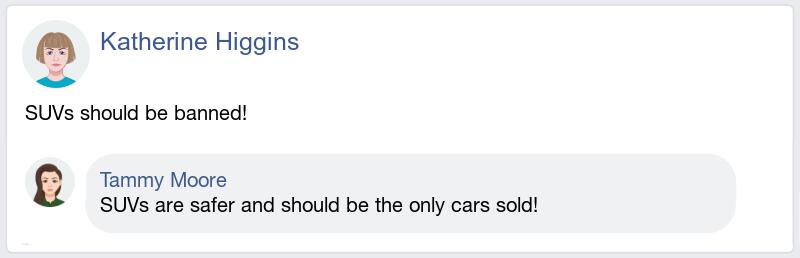 Katherine Higgins
SUVs should be banned!
Tammy Moore
SUVs are safer and should be the only cars sold!